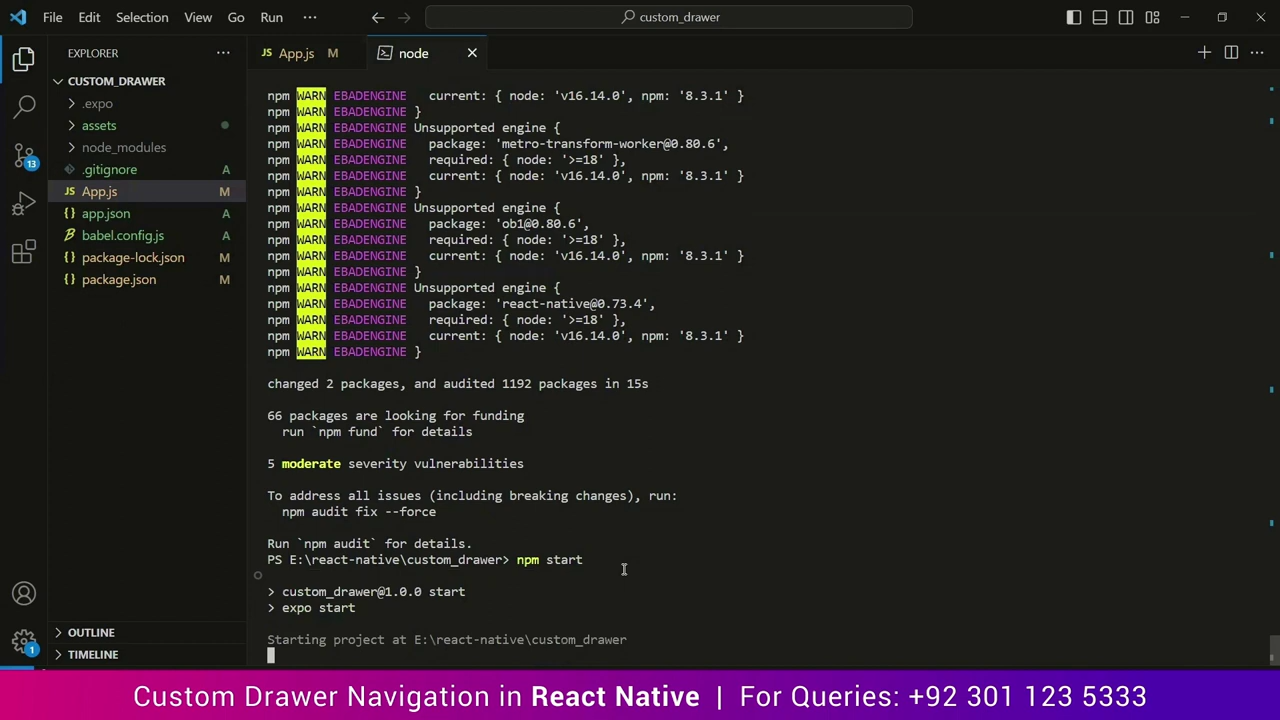 File Edit Selection View Go Run ··· custom_drawer
EXPLORER ···
CUSTOM_DRAWER
.expo
assets
node_modules
.gitignore A
JS App.js M
{} app.json A
babel.config.js A
{} package-lock.json M
{} package.json M
OUTLINE
TIMELINE
13
1
JS App.js M
node
npm WARN EBADENGINE   current: { node: 'v16.14.0', npm: '8.3.1' }
npm WARN EBADENGINE }
npm WARN EBADENGINE Unsupported engine {
npm WARN EBADENGINE   package: 'metro-transform-worker@0.80.6',
npm WARN EBADENGINE   required: { node: '>=18' },
npm WARN EBADENGINE   current: { node: 'v16.14.0', npm: '8.3.1' }
npm WARN EBADENGINE }
npm WARN EBADENGINE Unsupported engine {
npm WARN EBADENGINE   package: 'ob1@0.80.6',
npm WARN EBADENGINE   required: { node: '>=18' },
npm WARN EBADENGINE   current: { node: 'v16.14.0', npm: '8.3.1' }
npm WARN EBADENGINE }
npm WARN EBADENGINE Unsupported engine {
npm WARN EBADENGINE   package: 'react-native@0.73.4',
npm WARN EBADENGINE   required: { node: '>=18' },
npm WARN EBADENGINE   current: { node: 'v16.14.0', npm: '8.3.1' }
npm WARN EBADENGINE }
changed 2 packages, and audited 1192 packages in 15s
66 packages are looking for funding
run `npm fund` for details
5 moderate severity vulnerabilities
To address all issues (including breaking changes), run:
npm audit fix --force
Run `npm audit` for details.
PS E:\react-native\custom_drawer> npm start
> custom_drawer@1.0.0 start
> expo start
Starting project at E:\react-native\custom_drawer
Custom Drawer Navigation in React Native | For Queries: +92 301 123 5333